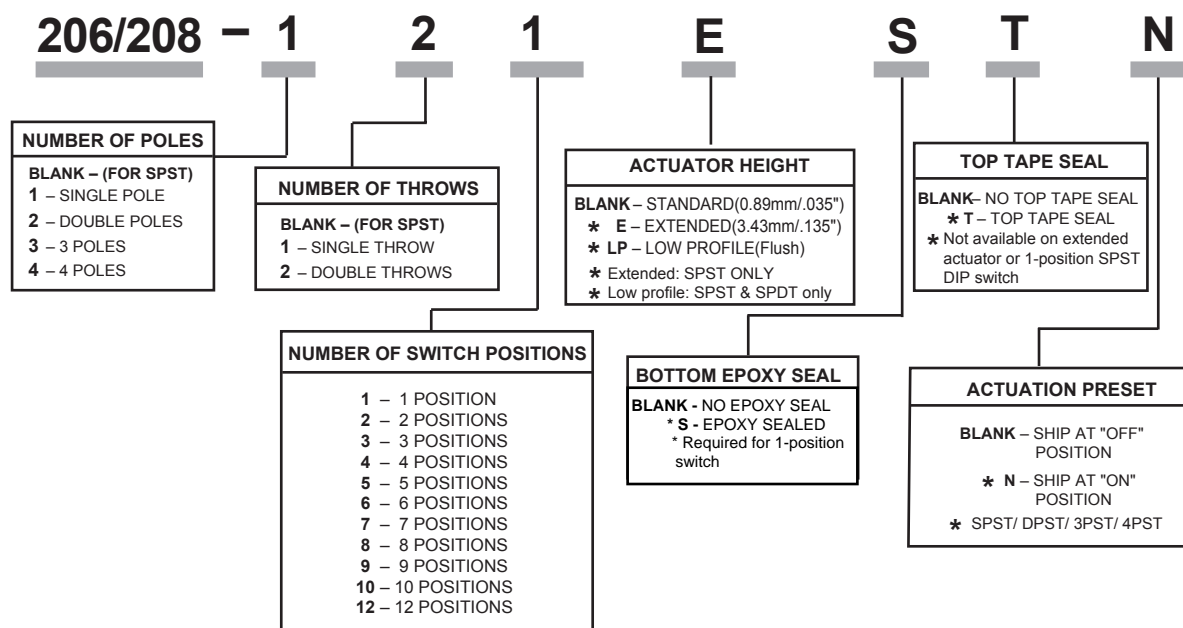 206/208 – 1 2 1 E S T N
NUMBER OF POLES
BLANK – (FOR SPST)
1 – SINGLE POLE
2 – DOUBLE POLES
3 – 3 POLES
4 – 4 POLES
NUMBER OF THROWS
BLANK – (FOR SPST)
1 – SINGLE THROW
2 – DOUBLE THROWS
NUMBER OF SWITCH POSITIONS
1 – 1 POSITION
2 – 2 POSITIONS
3 – 3 POSITIONS
4 – 4 POSITIONS
5 – 5 POSITIONS
6 – 6 POSITIONS
7 – 7 POSITIONS
8 – 8 POSITIONS
9 – 9 POSITIONS
10 – 10 POSITIONS
12 – 12 POSITIONS
ACTUATOR HEIGHT
BLANK – STANDARD(0.89mm/.035")
* E – EXTENDED(3.43mm/.135")
* LP – LOW PROFILE(Flush)
* Extended: SPST ONLY
* Low profile: SPST & SPDT only
BOTTOM EPOXY SEAL
BLANK - NO EPOXY SEAL
* S - EPOXY SEALED
* Required for 1-position
switch
TOP TAPE SEAL
BLANK– NO TOP TAPE SEAL
* T – TOP TAPE SEAL
* Not available on extended
actuator or 1-position SPST
DIP switch
ACTUATION PRESET
BLANK – SHIP AT "OFF"
POSITION
* N – SHIP AT "ON"
POSITION
* SPST/ DPST/ 3PST/ 4PST